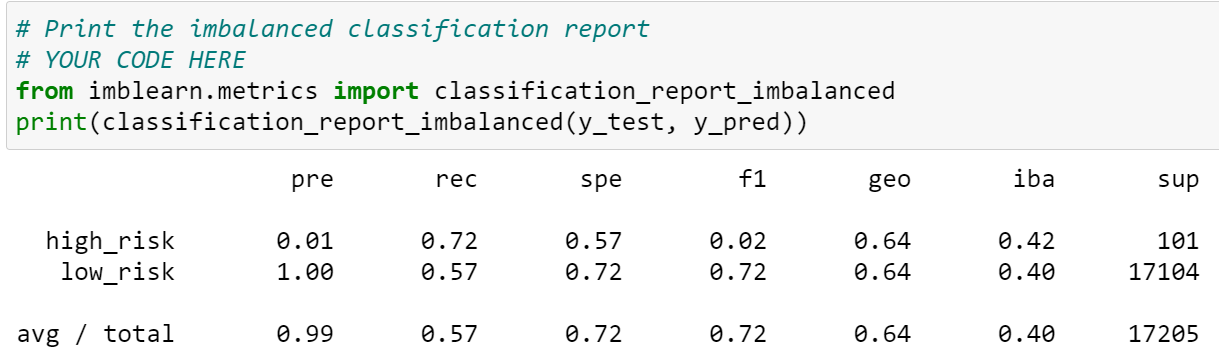 # Print the imbalanced classification report
# YOUR CODE HERE
from imblearn.metrics import classification_report_imbalanced
print(classification_report_imbalanced(y_test, y_pred))
pre rec spe f1 geo iba sup
high_risk 0.01 0.72 0.57 0.02 0.64 0.42 101
low_risk 1.00 0.57 0.72 0.72 0.64 0.40 17104
avg / total 0.99 0.57 0.72 0.72 0.64 0.40 17205